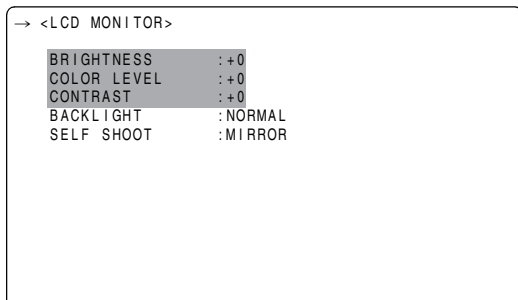 → <LCD MONITOR>
BRIGHTNESS :+0
COLOR LEVEL :+0
CONTRAST :+0
BACKLIGHT :NORMAL
SELF SHOOT :MIRROR